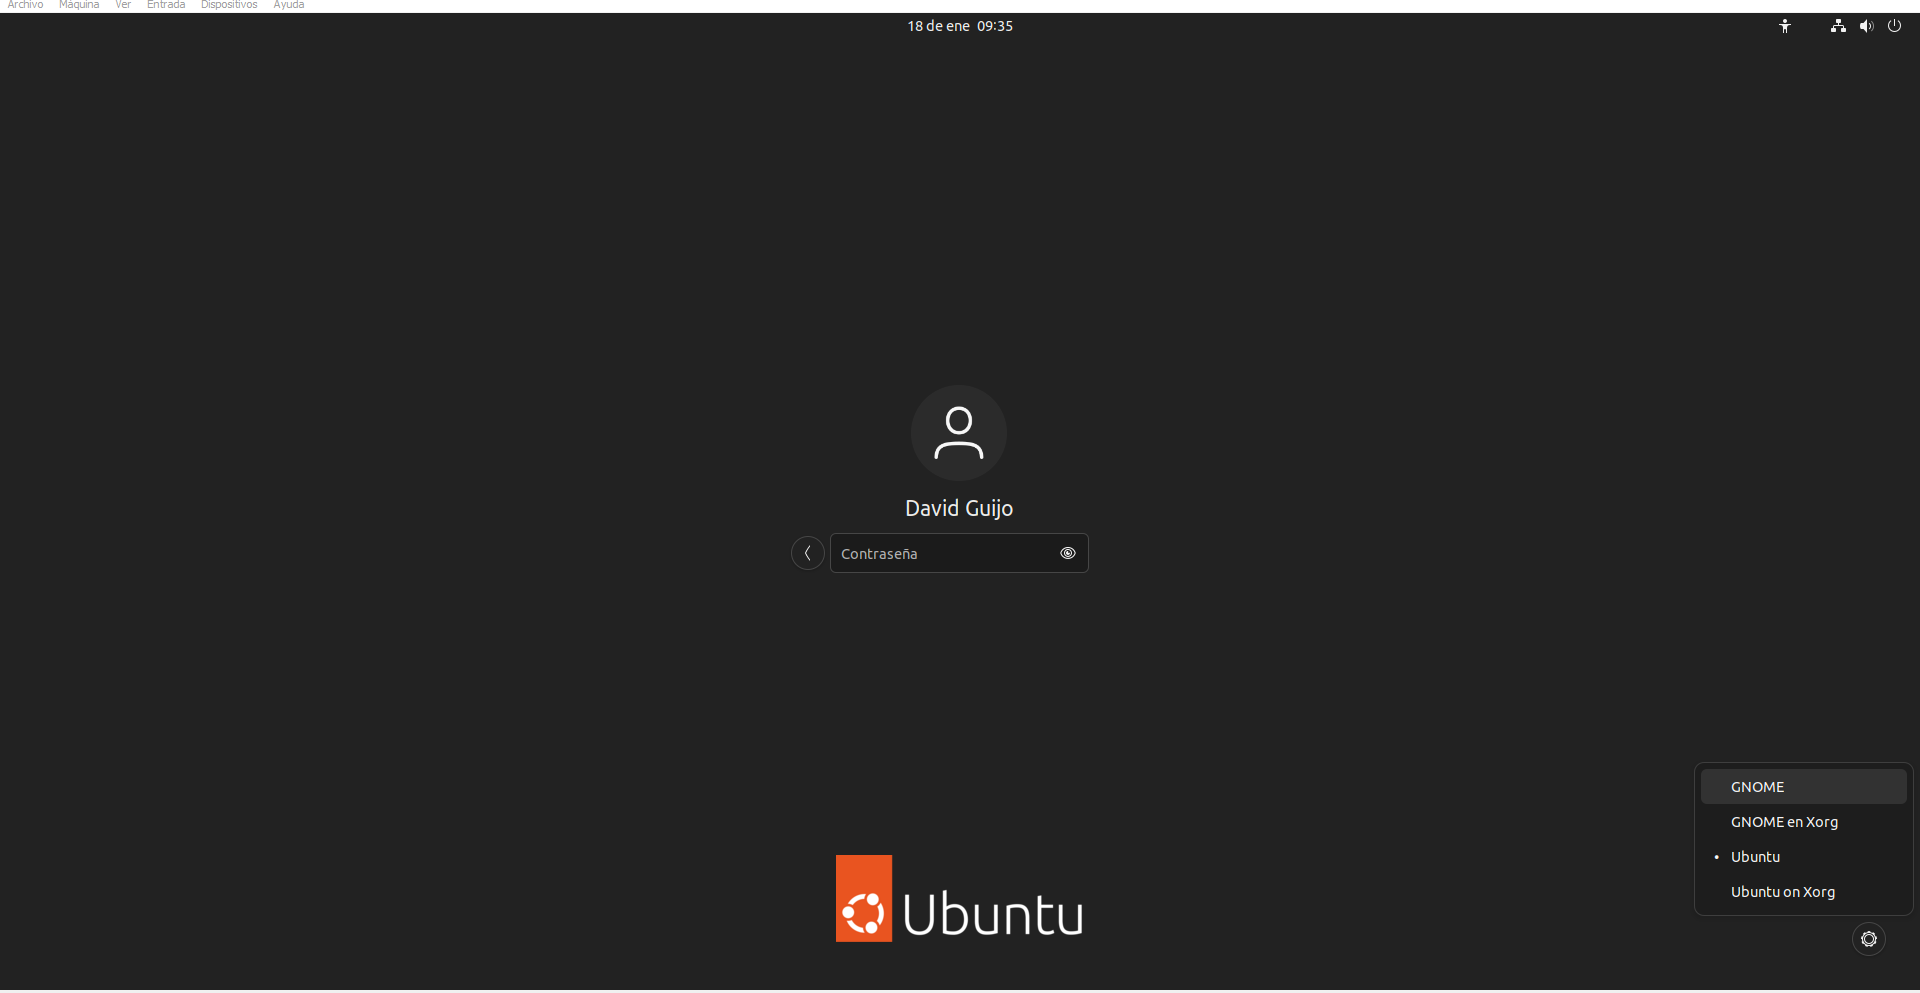 Archivo Máquina Ver Entrada Dispositivos Ayuda
18 de ene 09:35
David Guijo
Contraseña
GNOME
GNOME en Xorg
• Ubuntu
Ubuntu on Xorg
Ubuntu